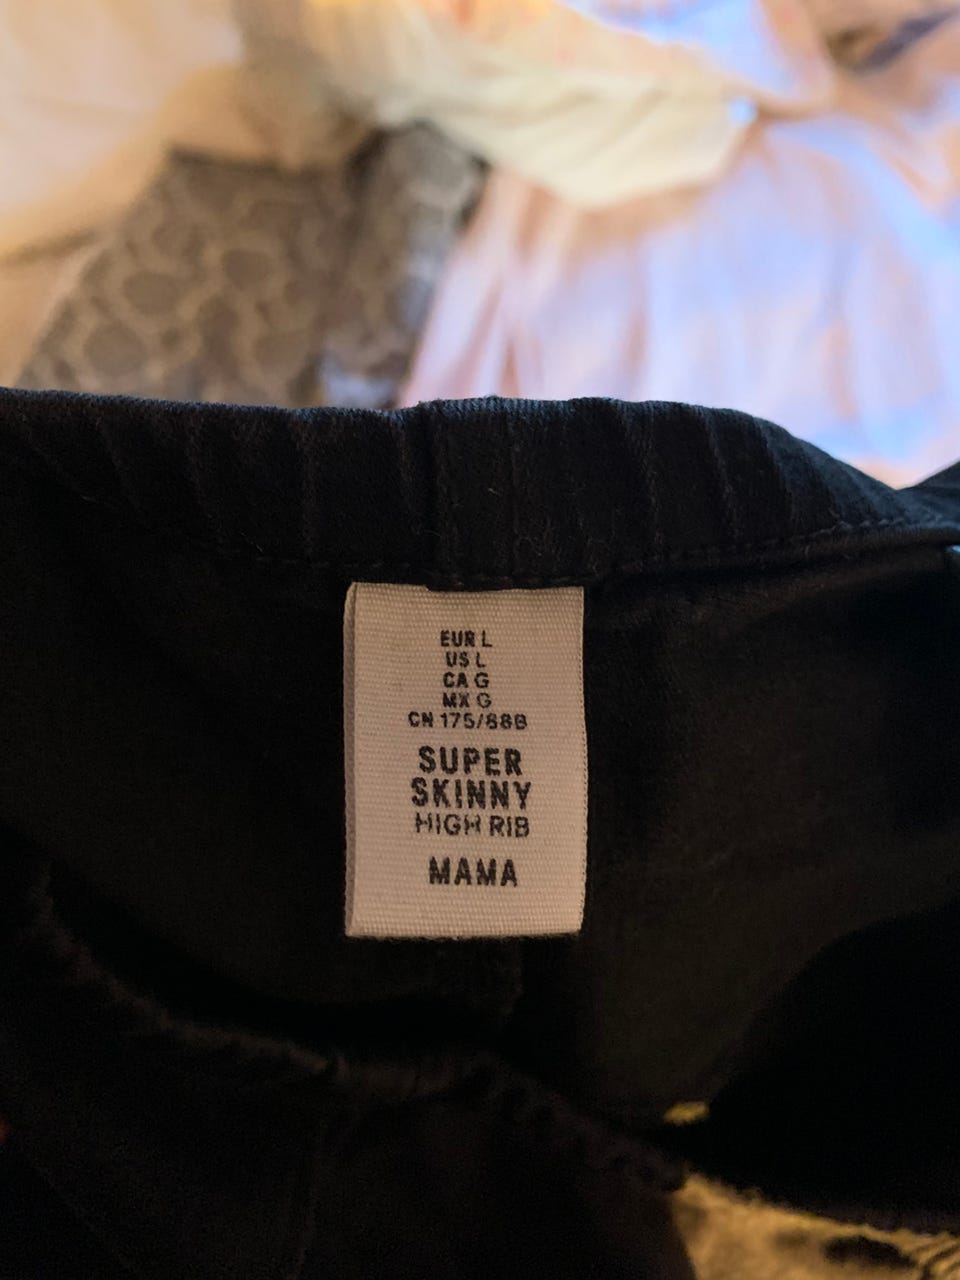 EUR L
US L
CA G
MX G
CN 175/88B
SUPER
SKINNY
HIGH RIB
MAMA